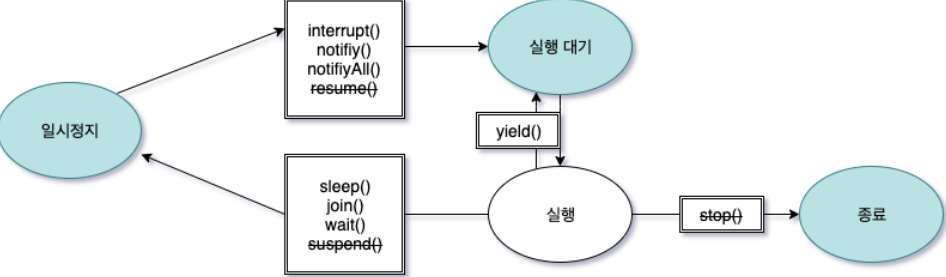 interrupt()
notifiy()
notifiyAll()
resume()
실행 대기
일시정지
yield()
sleep()
join()
wait()
suspend()
실행
stop()
종료